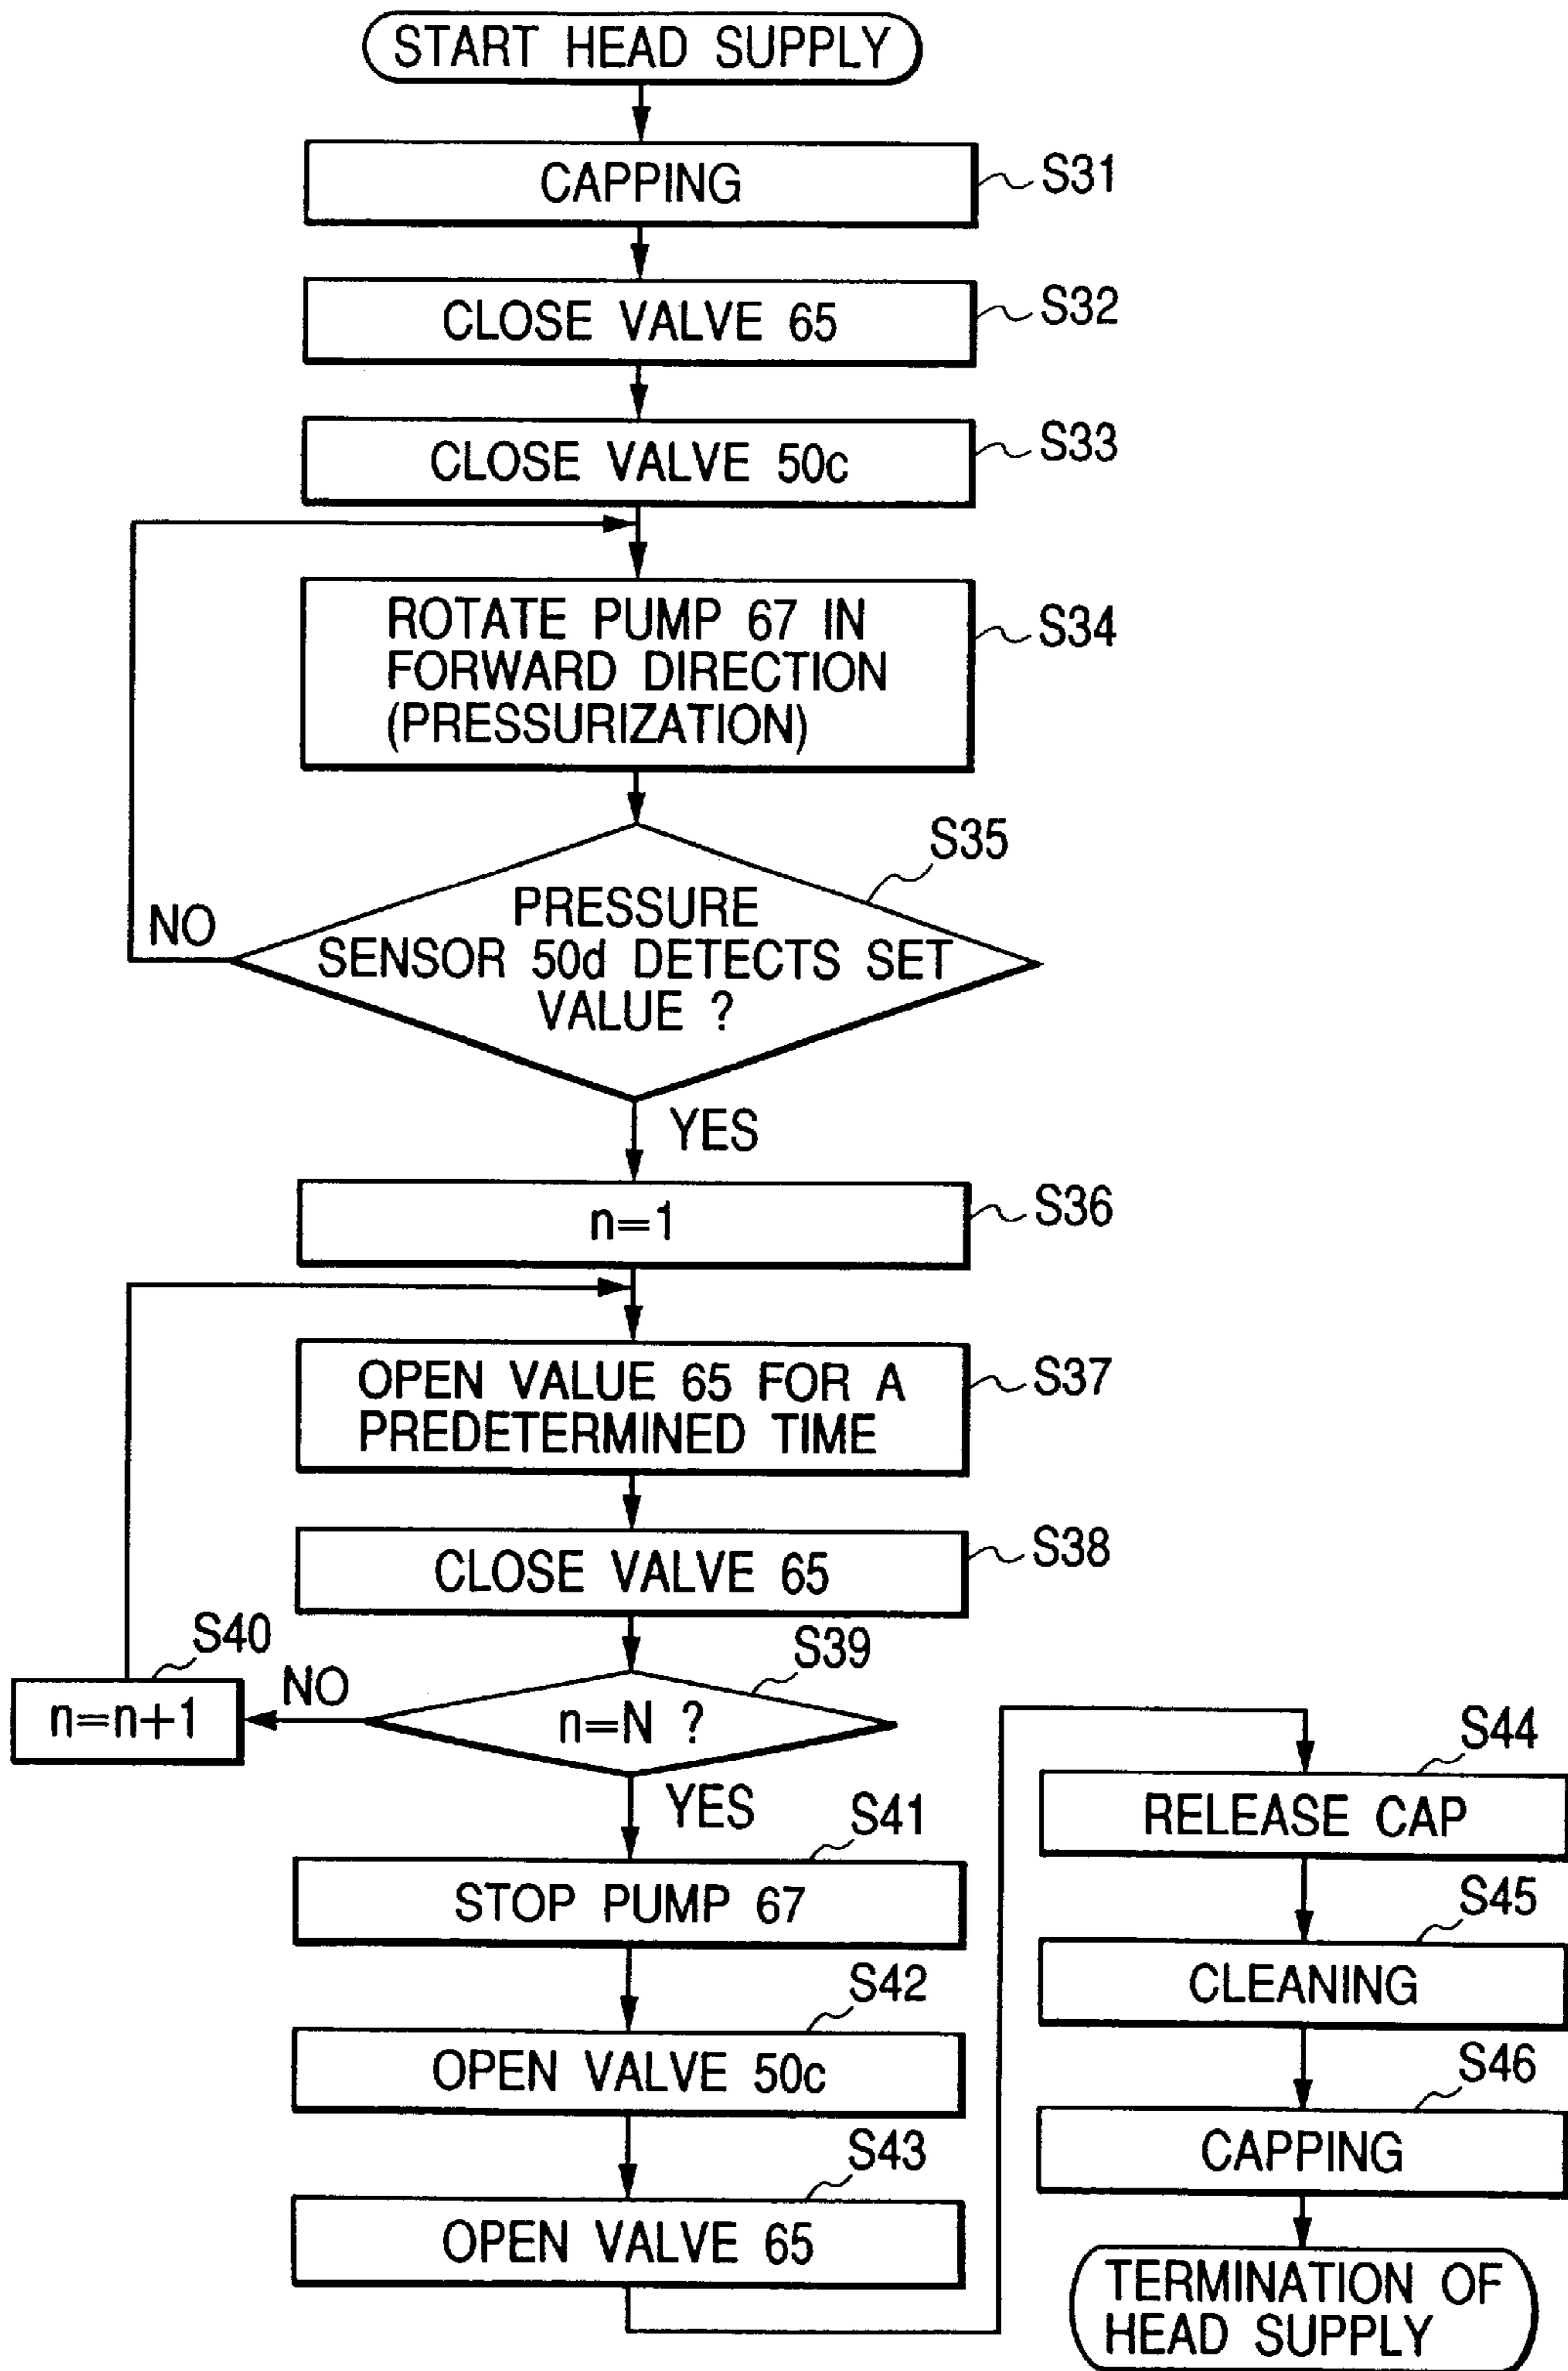 START HEAD SUPPLY
CAPPING
S31
CLOSE VALVE 65
S32
CLOSE VALVE 50c
S33
ROTATE PUMP 67 IN
FORWARD DIRECTION
(PRESSURIZATION)
S34
S35
PRESSURE
SENSOR 50d DETECTS SET
VALUE ?
NO
YES
n=1
S36
OPEN VALUE 65 FOR A
PREDETERMINED TIME
S37
CLOSE VALVE 65
S38
S39
n=N ?
NO
S40
n=n+1
YES
S41
STOP PUMP 67
S42
OPEN VALVE 50c
S43
OPEN VALVE 65
S44
RELEASE CAP
S45
CLEANING
S46
CAPPING
TERMINATION OF
HEAD SUPPLY